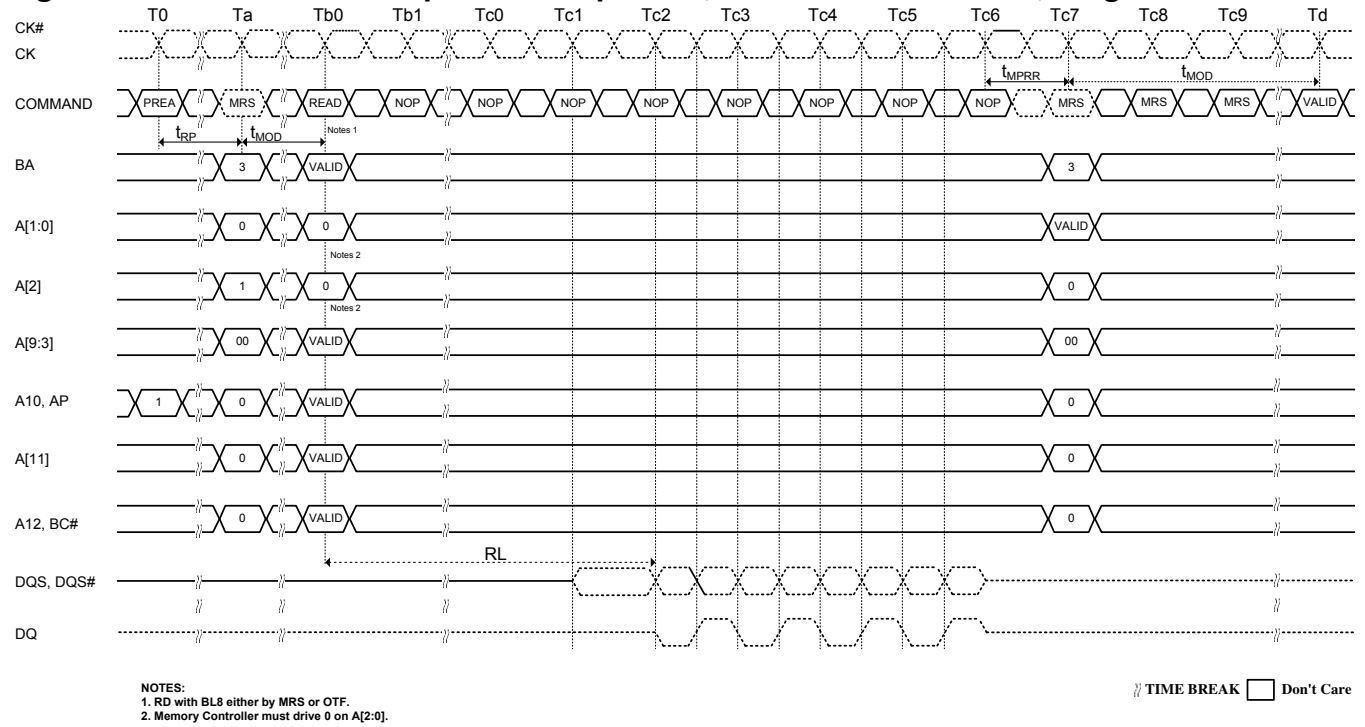 T0 Ta Tb0 Tb1 Tc0 Tc1 Tc2 Tc3 Tc4 Tc5 Tc6 Tc7 Tc8 Tc9 Td
CK#
CK
tMPRR tMOD
COMMAND PREA MRS READ NOP NOP NOP NOP NOP NOP NOP NOP MRS MRS MRS VALID
tRP tMOD Notes 1
BA 3 VALID 3
A[1:0] 0 0 VALID
Notes 2
A[2] 1 0 0
Notes 2
A[9:3] 00 VALID 00
A10, AP 1 0 VALID 0
A[11] 0 VALID 0
A12, BC# 0 VALID 0
RL
DQS, DQS#
DQ
NOTES:
1. RD with BL8 either by MRS or OTF.
2. Memory Controller must drive 0 on A[2:0].
TIME BREAK Don't Care